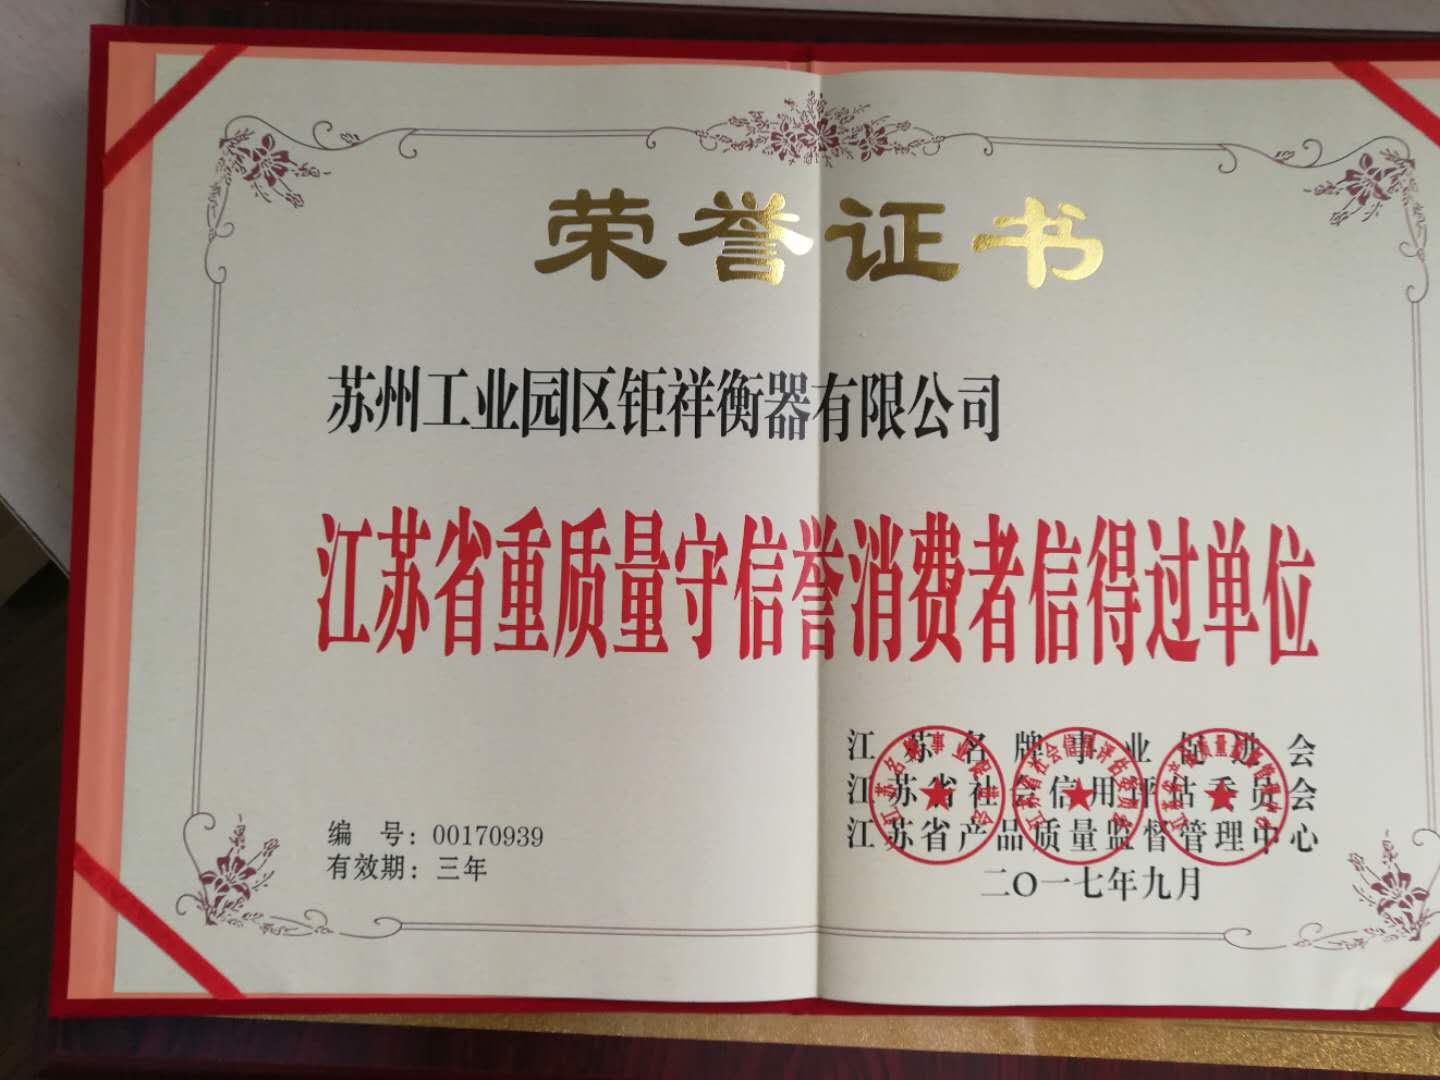 荣誉证书
苏州工业园区钜祥衡器有限公司
江苏省重质量守信誉消费者信得过单位
江苏名牌事业促进会
江苏省社会信用评估委员会
江苏省产品质量监督管理中心
编 号：00170939
有效期：三年
二〇一七年九月